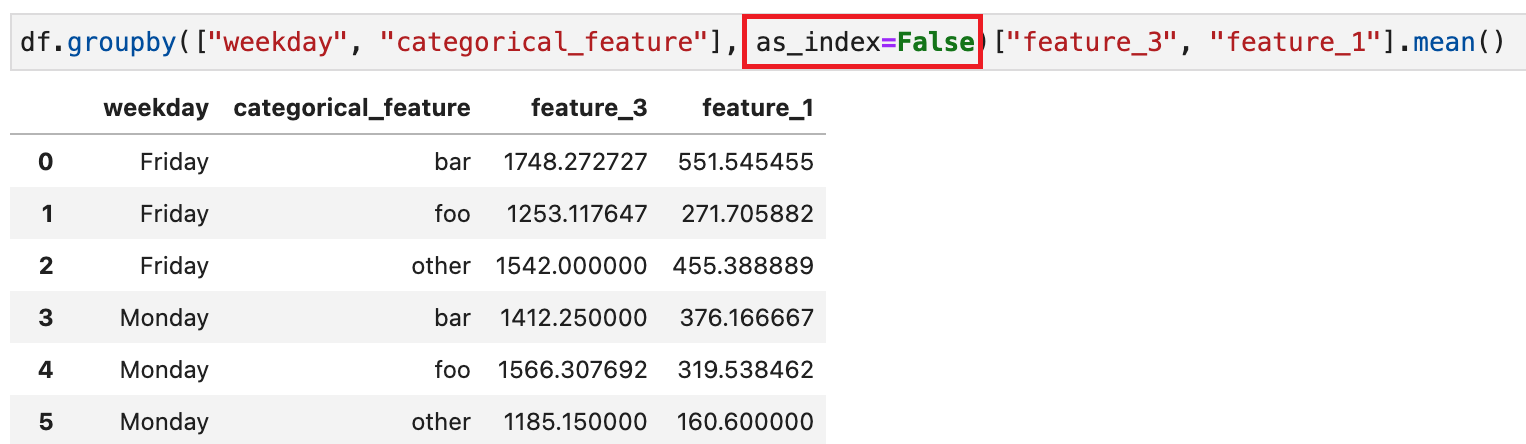 df.groupby(["weekday", "categorical_feature"], as_index=False)["feature_3", "feature_1"].mean()
weekday categorical_feature feature_3 feature_1
0 Friday bar 1748.272727 551.545455
1 Friday foo 1253.117647 271.705882
2 Friday other 1542.000000 455.388889
3 Monday bar 1412.250000 376.166667
4 Monday foo 1566.307692 319.538462
5 Monday other 1185.150000 160.600000